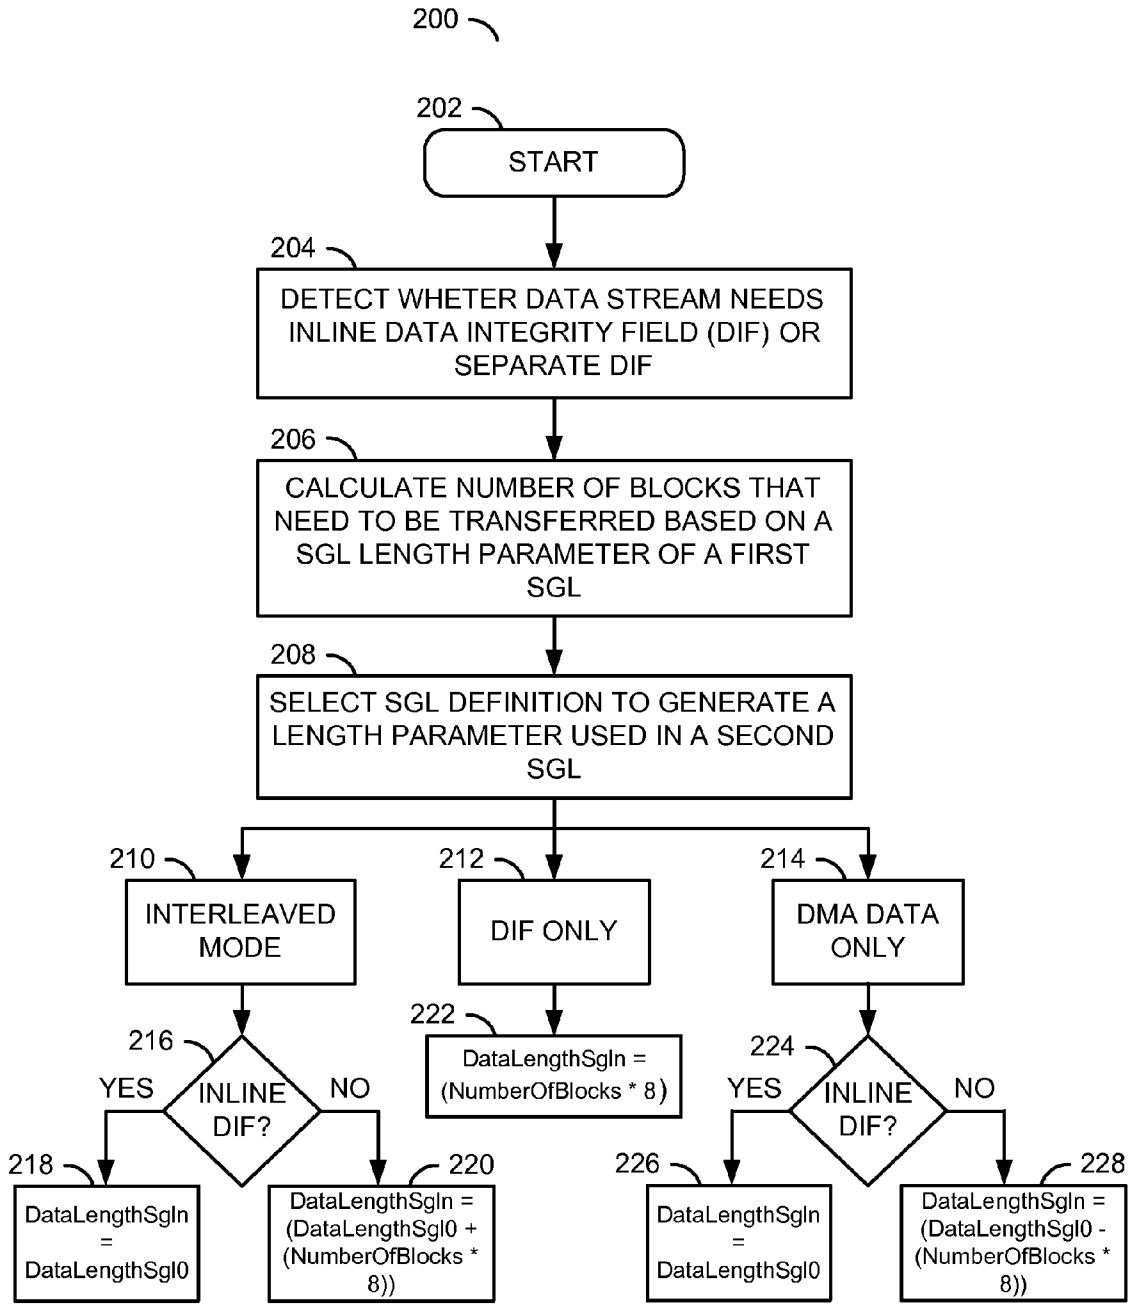 200
202
START
204
DETECT WHETER DATA STREAM NEEDS
INLINE DATA INTEGRITY FIELD (DIF) OR
SEPARATE DIF
206
CALCULATE NUMBER OF BLOCKS THAT
NEED TO BE TRANSFERRED BASED ON A
SGL LENGTH PARAMETER OF A FIRST
SGL
208
SELECT SGL DEFINITION TO GENERATE A
LENGTH PARAMETER USED IN A SECOND
SGL
210
INTERLEAVED
MODE
212
DIF ONLY
214
DMA DATA
ONLY
216
INLINE
DIF?
YES
NO
222
DataLengthSgln =
(NumberOfBlocks * 8)
224
INLINE
DIF?
YES
NO
218
DataLengthSgln
=
DataLengthSgl0
220
DataLengthSgln =
(DataLengthSgl0 +
(NumberOfBlocks *
8))
226
DataLengthSgln
=
DataLengthSgl0
228
DataLengthSgln =
(DataLengthSgl0 -
(NumberOfBlocks *
8))